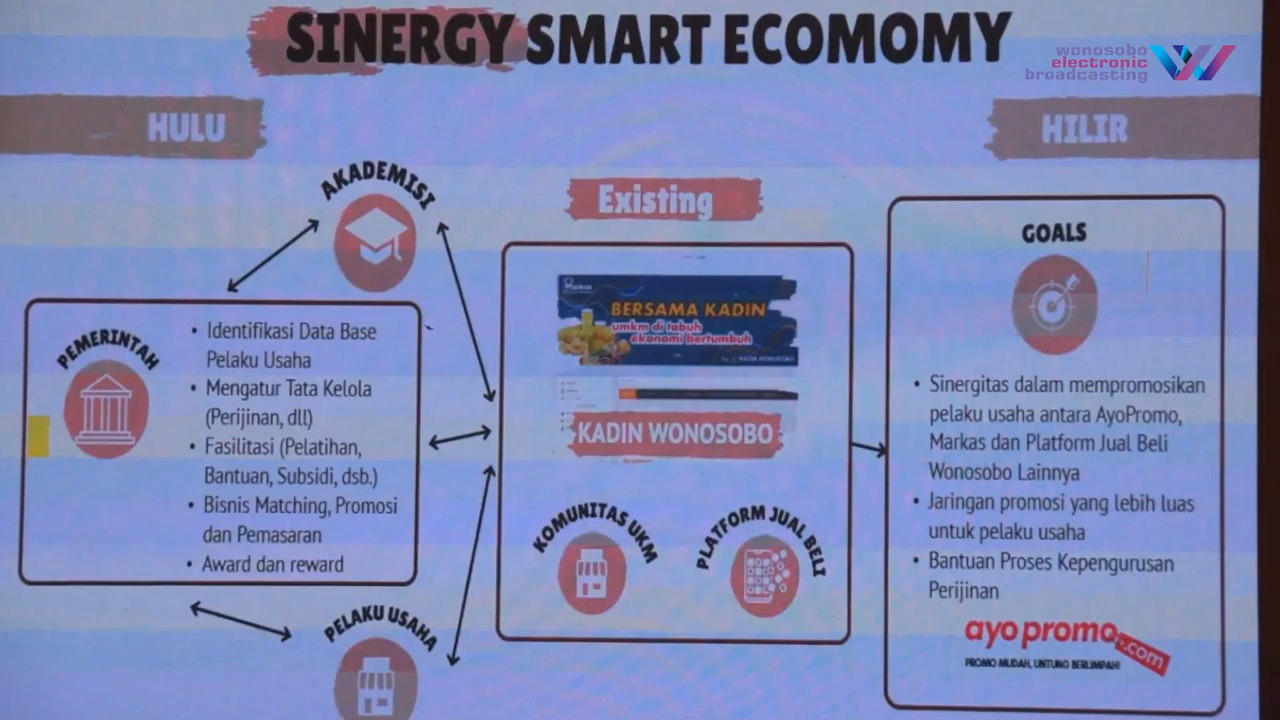 SINERGY SMART ECOMOMY
wonosobo
electronic
broadcasting
HULU
HILIR
AKADEMISI
Existing
GOALS
Markas
BERSAMA KADIN
umkm di tabuh
ekonomi bertumbuh
KADIN WONOSOBO
KADIN WONOSOBO
PEMERINTAH
• Identifikasi Data Base
Pelaku Usaha
• Mengatur Tata Kelola
(Perijinan, dll)
• Fasilitasi (Pelatihan,
Bantuan, Subsidi, dsb.)
• Bisnis Matching, Promosi
dan Pemasaran
• Award dan reward
KOMUNITAS UKM
PLATFORM JUAL BELI
• Sinergitas dalam mempromosikan
pelaku usaha antara AyoPromo,
Markas dan Platform Jual Beli
Wonosobo Lainnya
• Jaringan promosi yang lebih luas
untuk pelaku usaha
• Bantuan Proses Kepengurusan
Perijinan
PELAKU USAHA
ayopromo.com
PROMO MUDAH, UNTUNG BERLIMPAH!